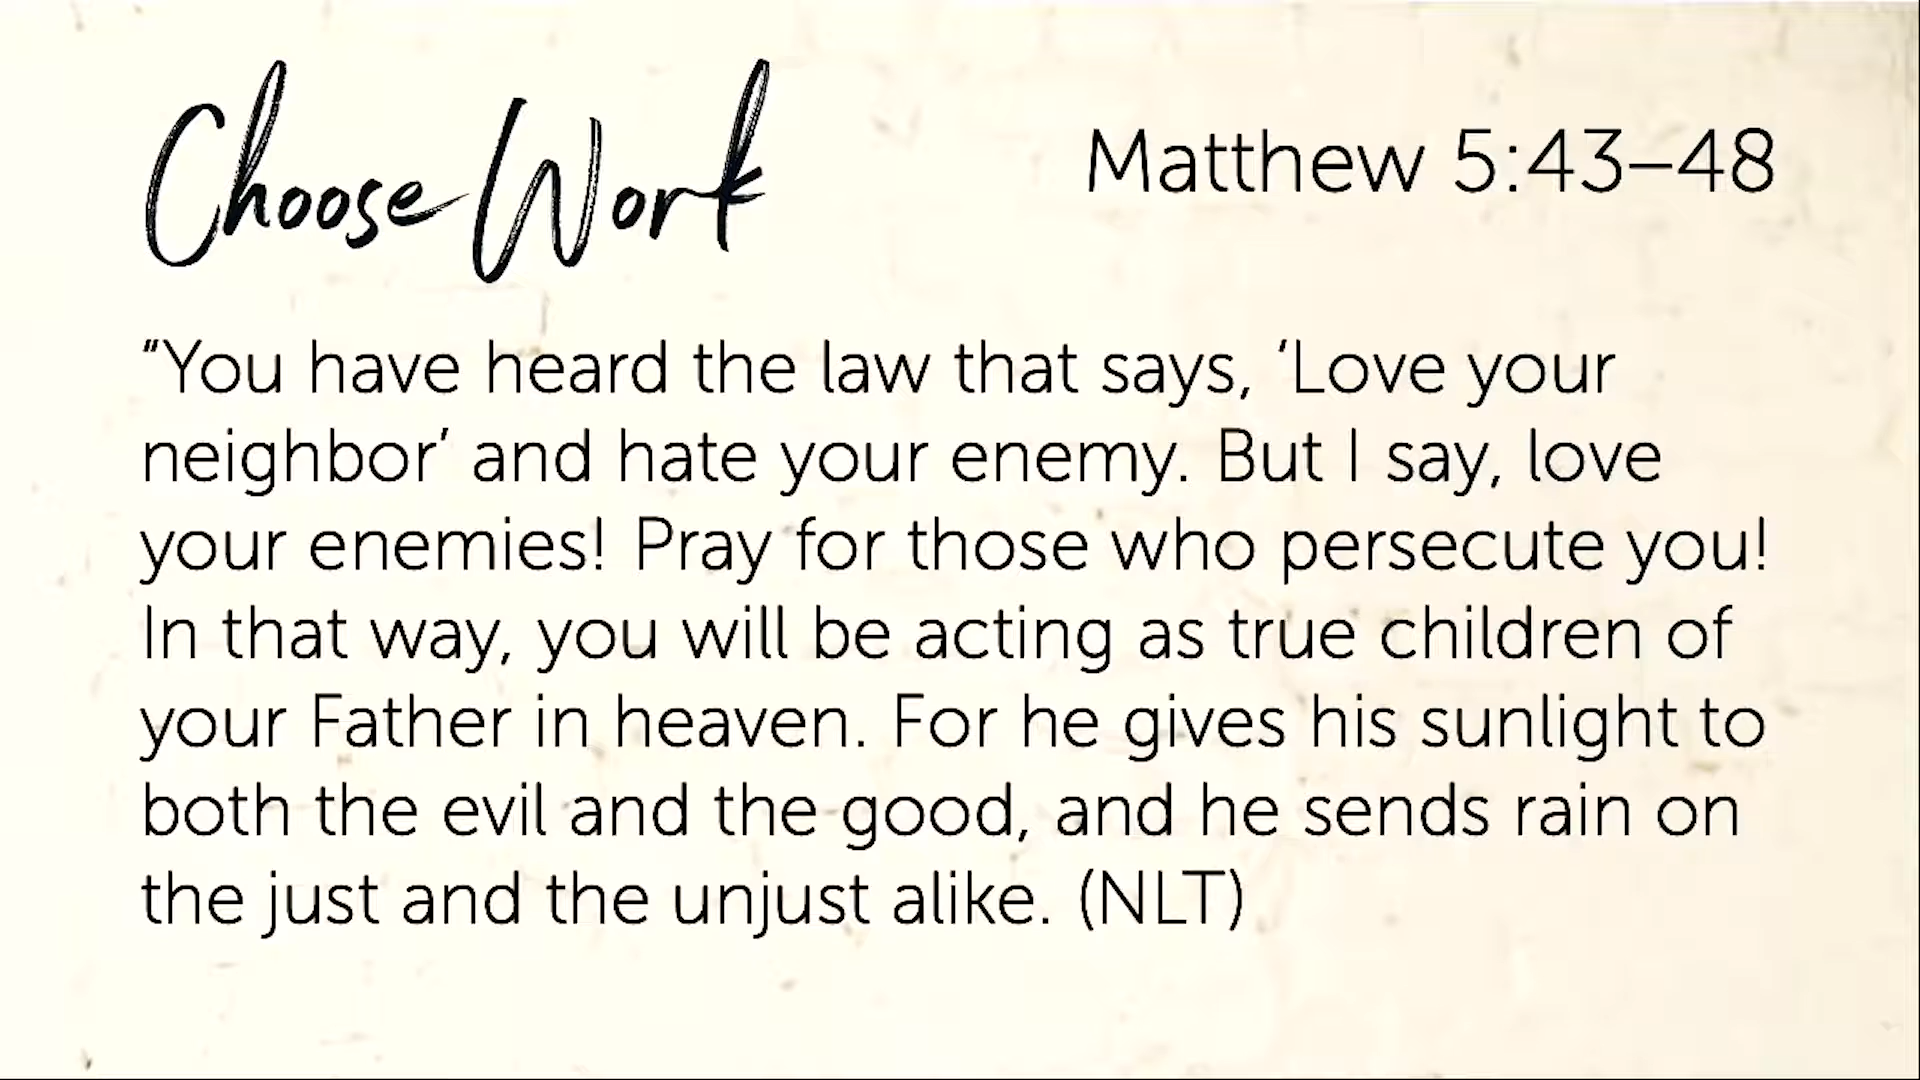 Choose Work
Matthew 5:43–48
“You have heard the law that says, ‘Love your
neighbor’ and hate your enemy. But I say, love
your enemies! Pray for those who persecute you!
In that way, you will be acting as true children of
your Father in heaven. For he gives his sunlight to
both the evil and the good, and he sends rain on
the just and the unjust alike. (NLT)